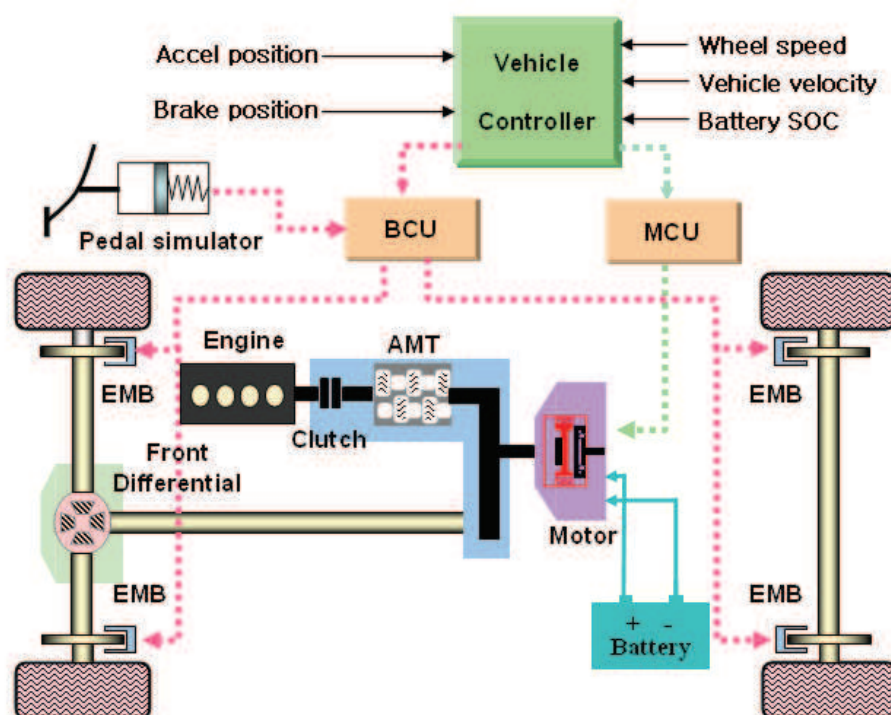 Accel position
Vehicle
Controller
Wheel speed
Vehicle velocity
Brake position
Battery SOC
Pedal simulator
BCU
MCU
Engine
AMT
EMB
EMB
Clutch
Front
Differential
Motor
EMB
EMB
+ -
Battery